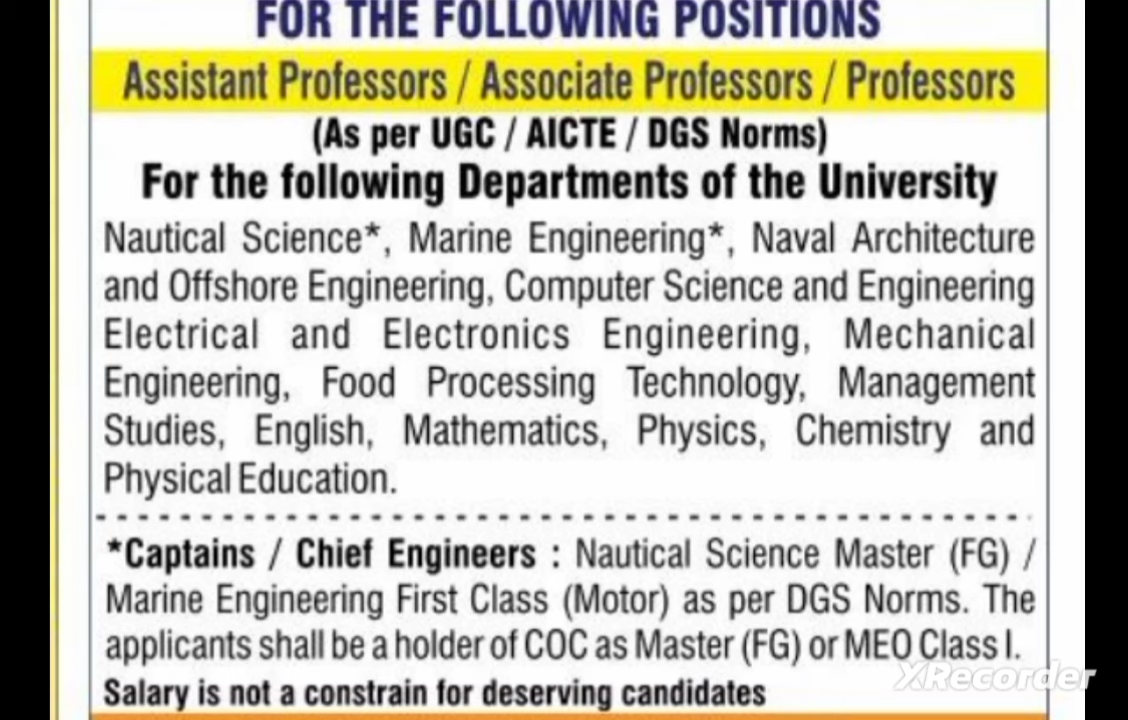 FOR THE FOLLOWING POSITIONS
Assistant Professors / Associate Professors / Professors
(As per UGC / AICTE / DGS Norms)
For the following Departments of the University
Nautical Science*, Marine Engineering*, Naval Architecture
and Offshore Engineering, Computer Science and Engineering
Electrical and Electronics Engineering, Mechanical
Engineering, Food Processing Technology, Management
Studies, English, Mathematics, Physics, Chemistry and
Physical Education.
*Captains / Chief Engineers : Nautical Science Master (FG) /
Marine Engineering First Class (Motor) as per DGS Norms. The
applicants shall be a holder of COC as Master (FG) or MEO Class I.
XRecorder
Salary is not a constrain for deserving candidates